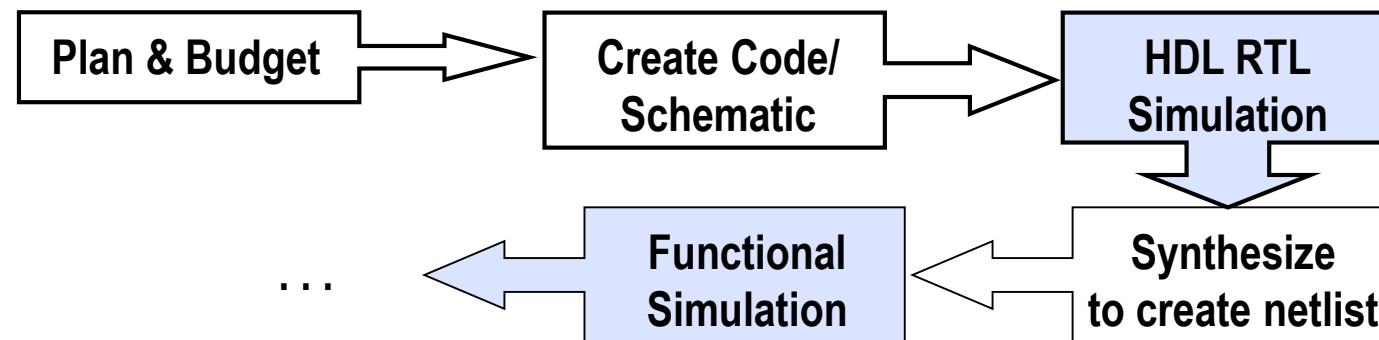 Plan & Budget
Create Code/
Schematic
HDL RTL
Simulation
Synthesize
to create netlist
Functional
Simulation
...